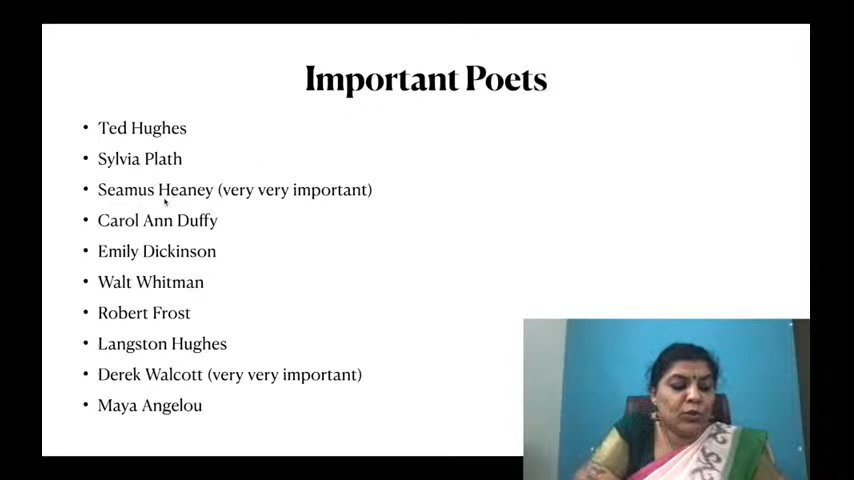 Important Poets
• Ted Hughes
• Sylvia Plath
• Seamus Heaney (very very important)
• Carol Ann Duffy
• Emily Dickinson
• Walt Whitman
• Robert Frost
• Langston Hughes
• Derek Walcott (very very important)
• Maya Angelou